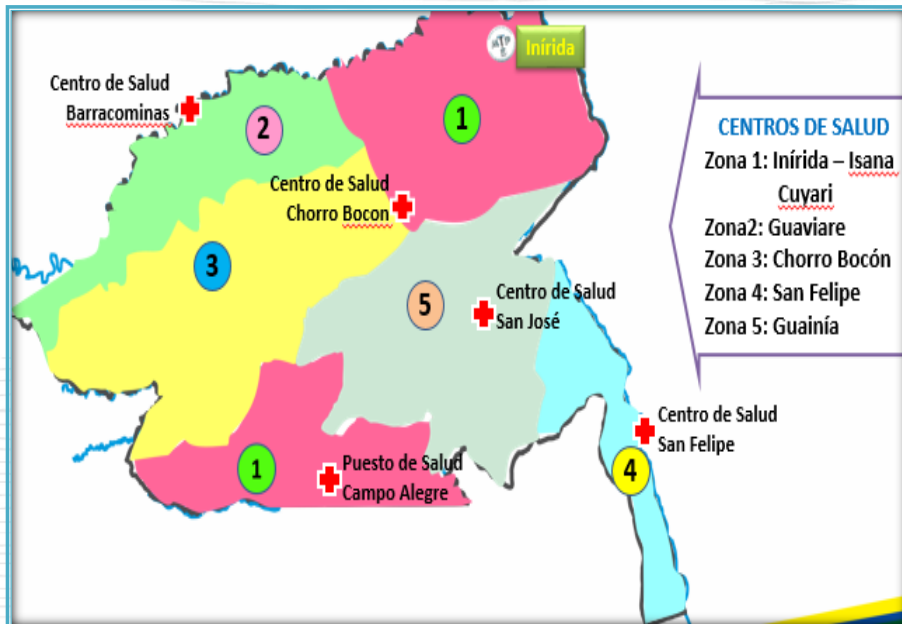 Inírida
Centro de Salud
Barracominas
2
1
Centro de Salud
Chorro Bocon
3
5
Centro de Salud
San José
1
Puesto de Salud
Campo Alegre
Centro de Salud
San Felipe
4
CENTROS DE SALUD
Zona 1: Inírida – Isana
Cuyari
Zona2: Guaviare
Zona 3: Chorro Bocón
Zona 4: San Felipe
Zona 5: Guainía